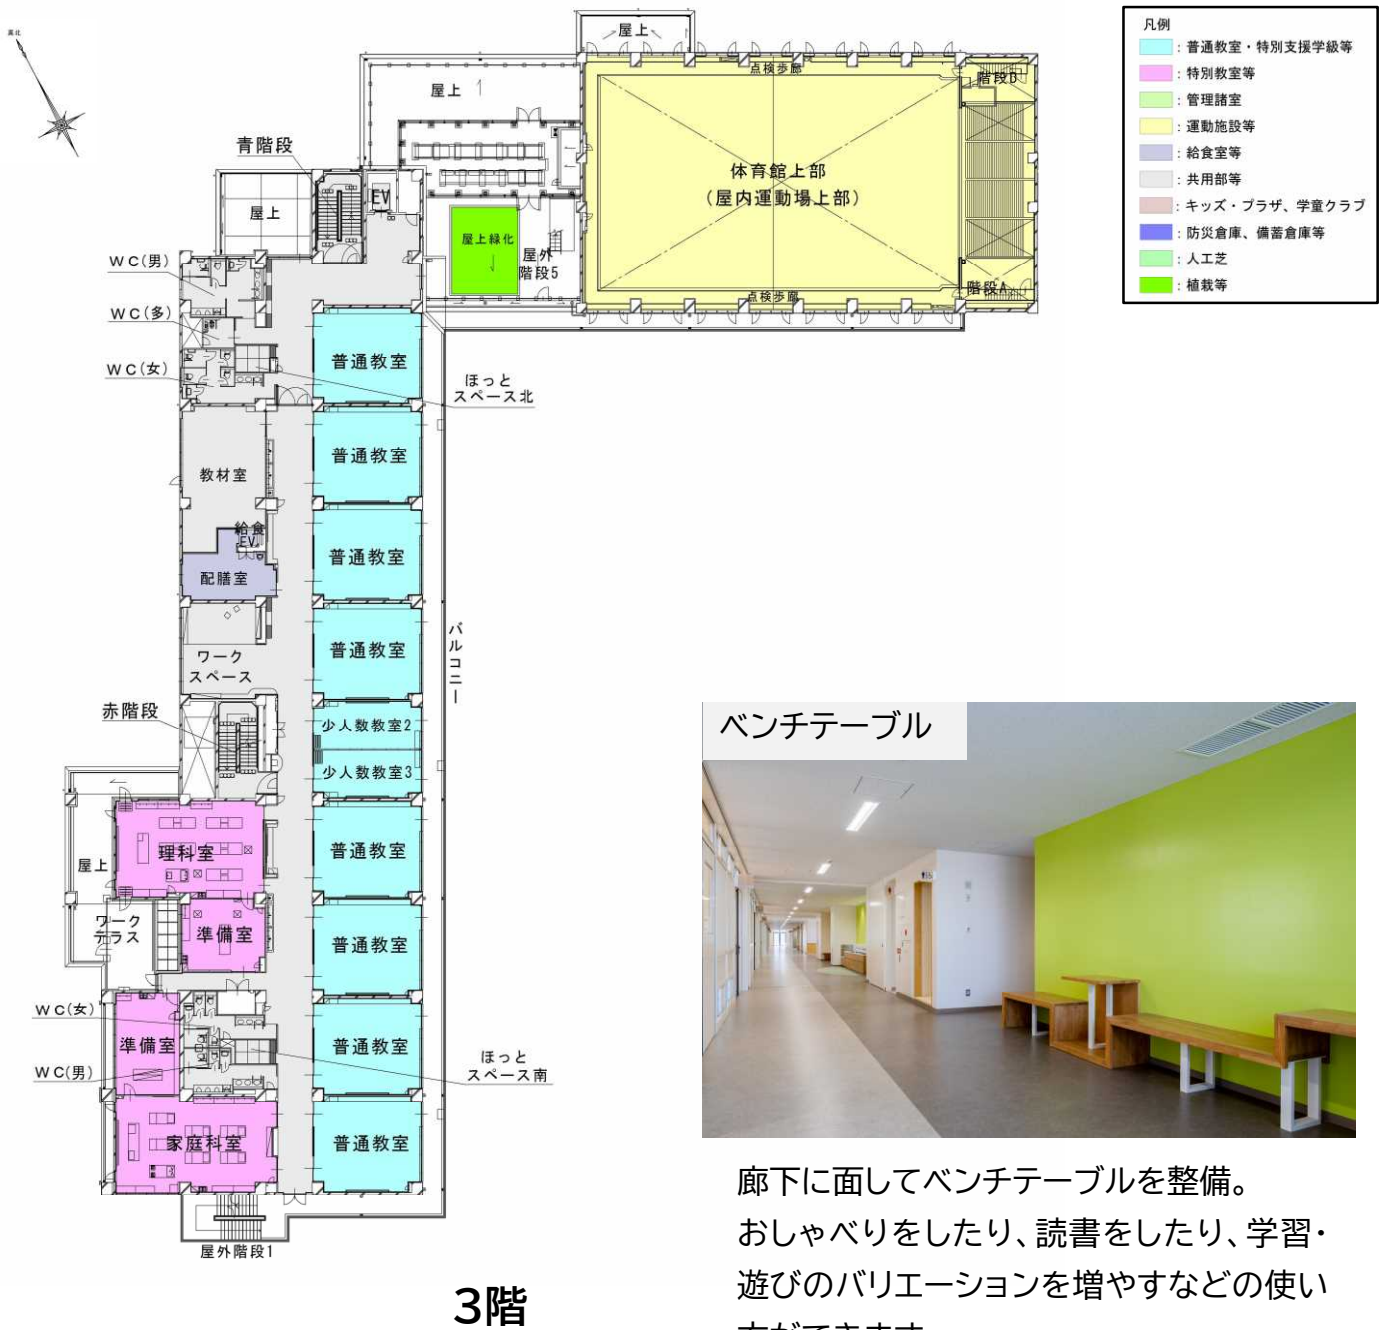 真北
凡例
：普通教室・特別支援学級等
：特別教室等
：管理諸室
：運動施設等
：給食室等
：共用部等
：キッズ・プラザ、学童クラブ
：防災倉庫、備蓄倉庫等
：人工芝
：植栽等
屋上
点検歩廊
階段D
屋上
青階段
EV
屋上
体育館上部
(屋内運動場上部)
屋上緑化
屋外
階段5
点検歩廊
階段A
WC(男)
WC(多)
WC(女)
普通教室
ほっと
スペース北
普通教室
教材室
給食
EV
普通教室
配膳室
普通教室
バルコニー
ワーク
スペース
赤階段
少人数教室2
少人数教室3
理科室
普通教室
屋上
ワーク
テラス
準備室
普通教室
WC(女)
準備室
普通教室
ほっと
スペース南
WC(男)
家庭科室
普通教室
屋外階段1
3階
ベンチテーブル
廊下に面してベンチテーブルを整備。
おしゃべりをしたり、読書をしたり、学習・
遊びのバリエーションを増やすなどの使い